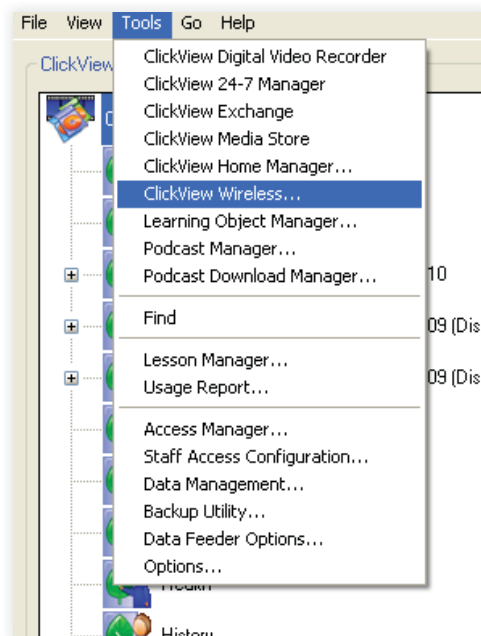 File View Tools Go Help
ClickView
ClickView Digital Video Recorder
ClickView 24-7 Manager
ClickView Exchange
ClickView Media Store
ClickView Home Manager...
ClickView Wireless...
Learning Object Manager...
Podcast Manager...
Podcast Download Manager...
10
Find
09 (Dis
Lesson Manager...
09 (Dis
Usage Report...
Access Manager...
Staff Access Configuration...
Data Management...
Backup Utility...
Data Feeder Options...
Options...
Health
History